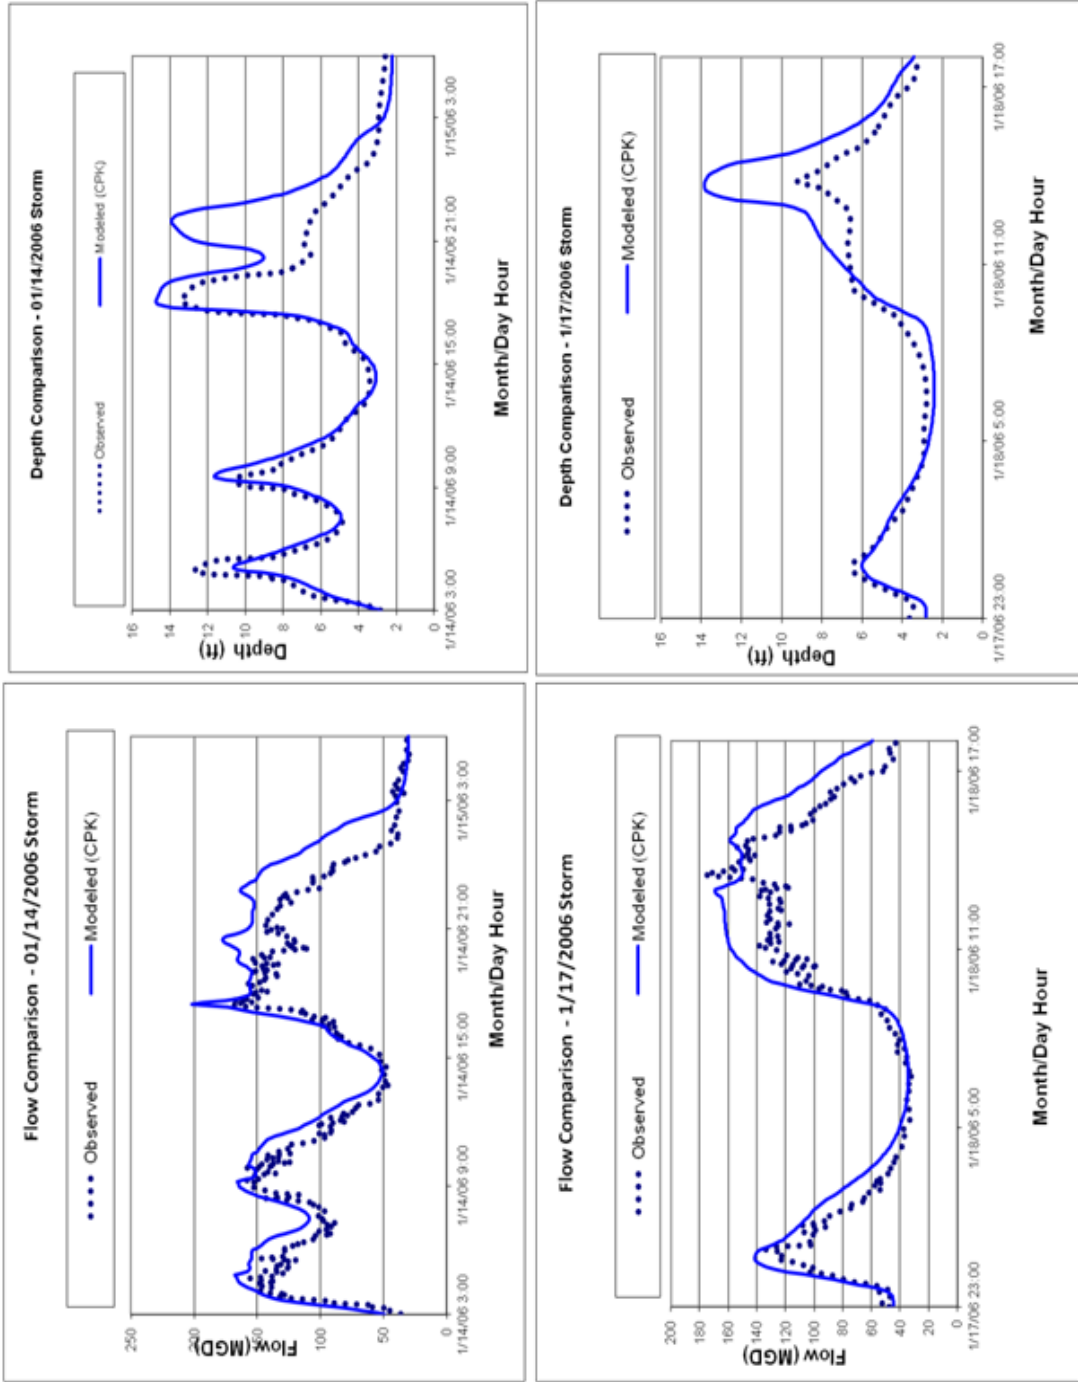 Flow Comparison - 01/14/2006 Storm
Observed
Modeled (CPK)
250
200
150
100
50
0
Flow (MGD)
1/14/06 3:00
1/14/06 9:00
1/14/06 15:00
1/14/06 21:00
1/15/06 3:00
Month/Day Hour
Depth Comparison - 01/14/2006 Storm
Observed
Modeled (CPK)
16
14
12
10
8
6
4
2
0
Depth (ft)
1/14/06 3:00
1/14/06 9:00
1/14/06 15:00
1/14/06 21:00
1/15/06 3:00
Month/Day Hour
Flow Comparison - 1/17/2006 Storm
Observed
Modeled (CPK)
200
180
160
140
120
100
80
60
40
20
0
Flow (MGD)
1/17/06 23:00
1/18/06 5:00
1/18/06 11:00
1/18/06 17:00
Month/Day Hour
Depth Comparison - 1/17/2006 Storm
Observed
Modeled (CPK)
16
14
12
10
8
6
4
2
0
Depth (ft)
1/17/06 23:00
1/18/06 5:00
1/18/06 11:00
1/18/06 17:00
Month/Day Hour